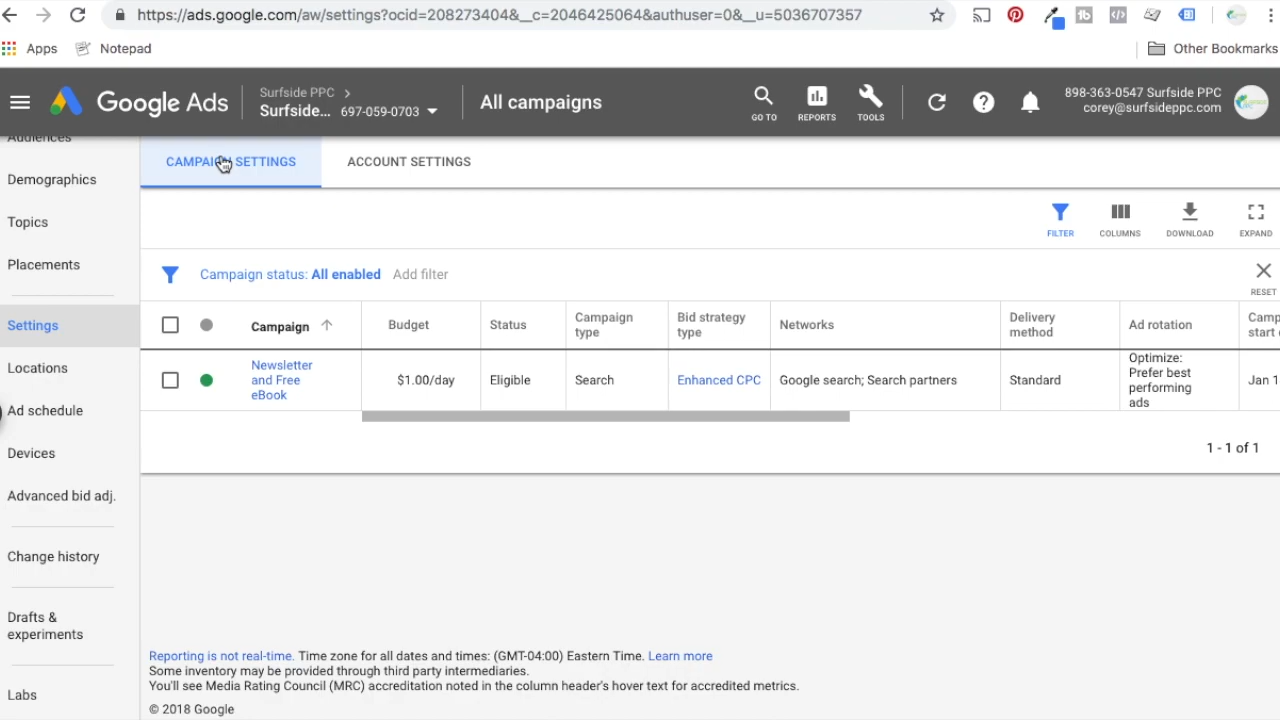 https://ads.google.com/aw/settings?ocid=208273404&__c=2046425064&authuser=0&__u=5036707357
Apps
Notepad
Other Bookmarks
Google Ads
Surfside PPC >
Surfside... 697-059-0703
All campaigns
GO TO
REPORTS
TOOLS
898-363-0547 Surfside PPC
corey@surfsideppc.com
Audiences
Demographics
Topics
Placements
Settings
Locations
Ad schedule
Devices
Advanced bid adj.
Change history
Drafts &
experiments
Labs
CAMPAIGN SETTINGS
ACCOUNT SETTINGS
FILTER
COLUMNS
DOWNLOAD
EXPAND
Campaign status: All enabled
Add filter
RESET
Campaign
Budget
Status
Campaign
type
Bid strategy
type
Networks
Delivery
method
Ad rotation
Camp
start
Newsletter
and Free
eBook
$1.00/day
Eligible
Search
Enhanced CPC
Google search; Search partners
Standard
Optimize:
Prefer best
performing
ads
Jan 1
1 - 1 of 1
Reporting is not real-time. Time zone for all dates and times: (GMT-04:00) Eastern Time. Learn more
Some inventory may be provided through third party intermediaries.
You'll see Media Rating Council (MRC) accreditation noted in the column header's hover text for accredited metrics.
© 2018 Google